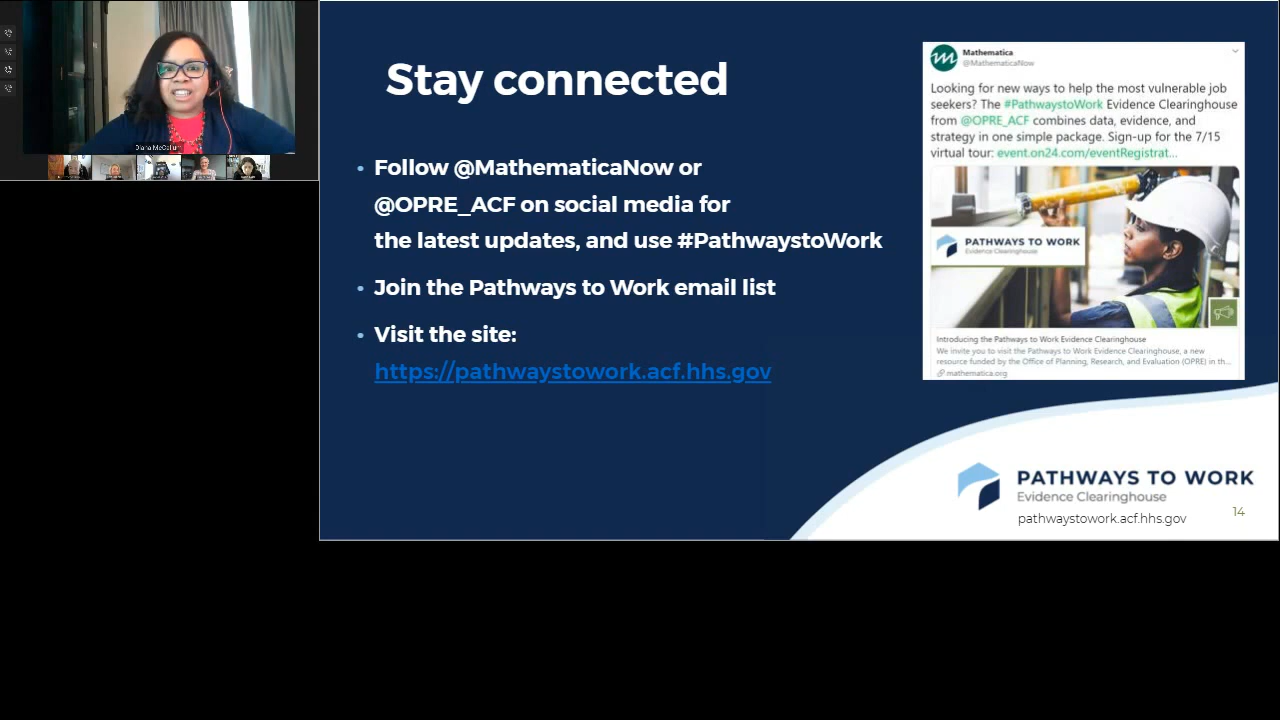 Diana McCallum
Stay connected
• Follow @MathematicaNow or
@OPRE_ACF on social media for
the latest updates, and use #PathwaystoWork
• Join the Pathways to Work email list
• Visit the site:
https://pathwaystowork.acf.hhs.gov
Mathematica
@MathematicaNow
Looking for new ways to help the most vulnerable job
seekers? The #PathwaystoWork Evidence Clearinghouse
from @OPRE_ACF combines data, evidence, and
strategy in one simple package. Sign-up for the 7/15
virtual tour: event.on24.com/eventRegistrat...
PATHWAYS TO WORK
Evidence Clearinghouse
Introducing the Pathways to Work Evidence Clearinghouse
We invite you to visit the Pathways to Work Evidence Clearinghouse, a new
resource funded by the Office of Planning, Research, and Evaluation (OPRE) in th...
mathematica.org
PATHWAYS TO WORK
Evidence Clearinghouse
pathwaystowork.acf.hhs.gov
14